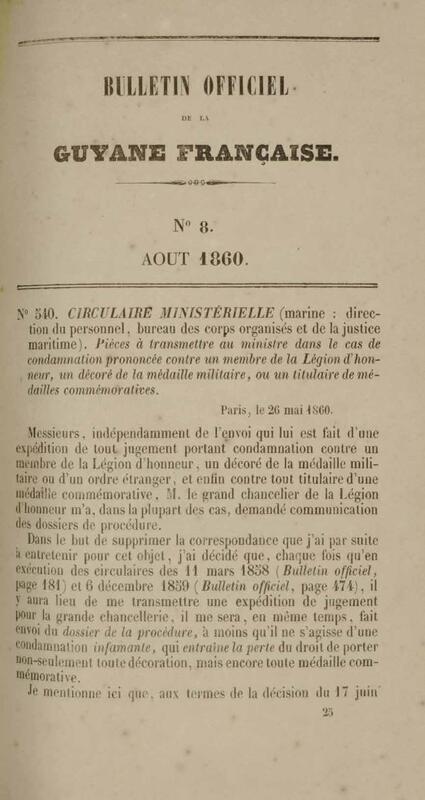 BULLETIN OFFICIEL
DE LA
GUYANE FRANÇAISE.
N° 8.
AOUT 1860.
N° 540. CIRCULAIRE MINISTÉRIELLE (marine : direc-
tion du personnel, bureau des corps organisés et de la justice
maritime). Pièces à transmettre au ministre dans le cas de
condamnation prononcée contre un membre de la Légion d'hon-
neur, un décoré de la médaille militaire, ou un titulaire de mé-
dailles commémoratives.
Paris, le 26 mai 1860.
Messieurs, indépendamment de l'envoi qui lui est fait d'une
expédition de tout jugement portant condamnation contre un
membre de la Légion d'honneur, un décoré de la médaille mili-
taire ou d'un ordre étranger, et enfin contre tout titulaire d'une
médaille commémorative, M. le grand chancelier de la Légion
d'honneur m'a, dans la plupart des cas, demandé communication
des dossiers de procédure.
Dans le but de supprimer la correspondance que j'ai par suite
à entretenir pour cet objet, j'ai décidé que, chaque fois qu'en
exécution des circulaires des 11 mars 1858 (Bulletin officiel,
page 181) et 6 décembre 1859 (Bulletin officiel, page 474), il
y aura lieu de me transmettre une expédition de jugement
pour la grande chancellerie, il me sera, en même temps, fait
envoi du dossier de la procédure, à moins qu'il ne s'agisse d'une
condamnation infamante, qui entraîne la perte du droit de porter
non-seulement toute décoration, mais encore toute médaille com-
mémorative.
Je mentionne ici que, aux termes de la décision du 17 juin
25